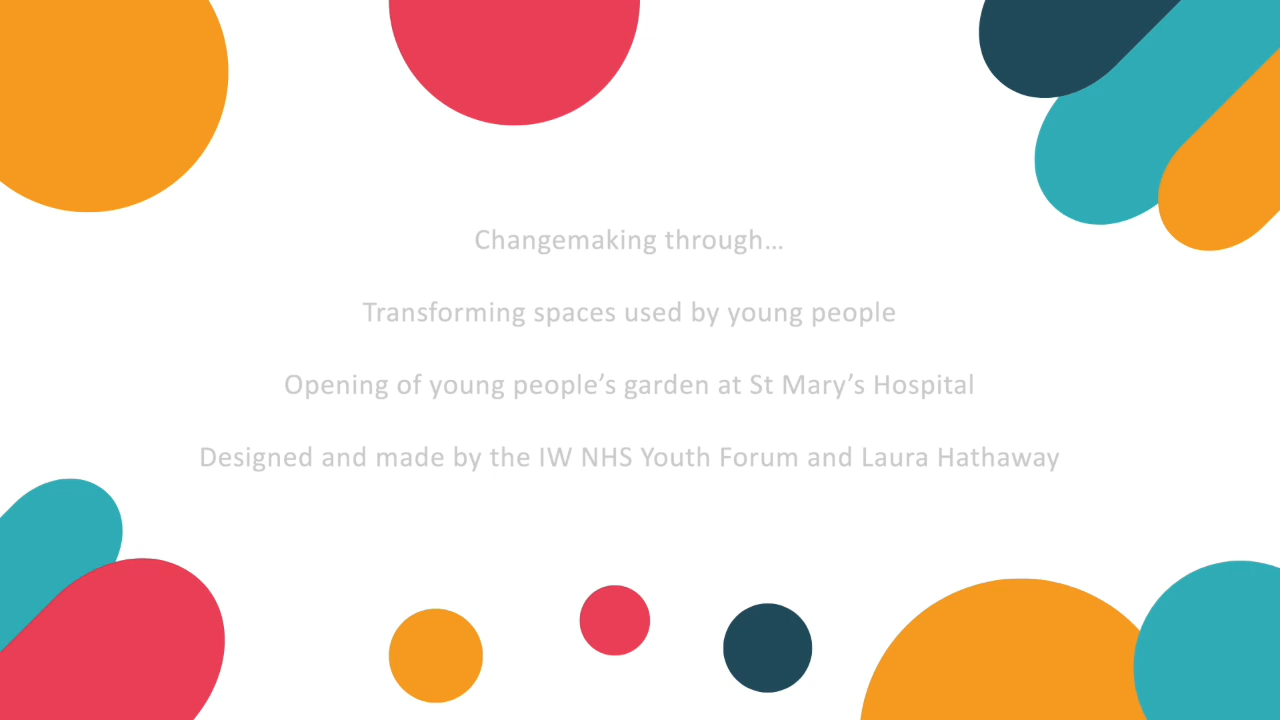 Changemaking through…
Transforming spaces used by young people
Opening of young people’s garden at St Mary’s Hospital
Designed and made by the IW NHS Youth Forum and Laura Hathaway